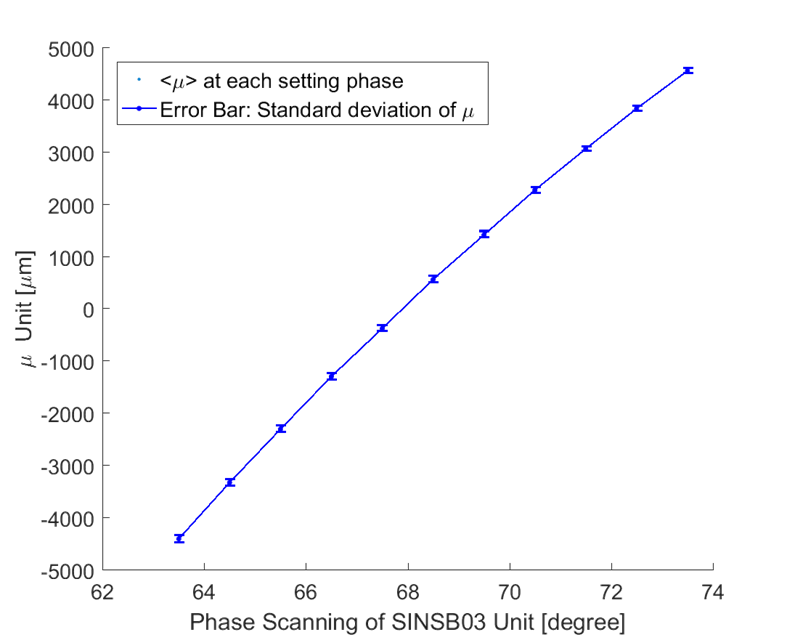 5000
4000
3000
2000
1000
0
-1000
-2000
-3000
-4000
-5000
<μ> at each setting phase
Error Bar: Standard deviation of μ
μ Unit [μm]
62 64 66 68 70 72 74
Phase Scanning of SINSB03 Unit [degree]